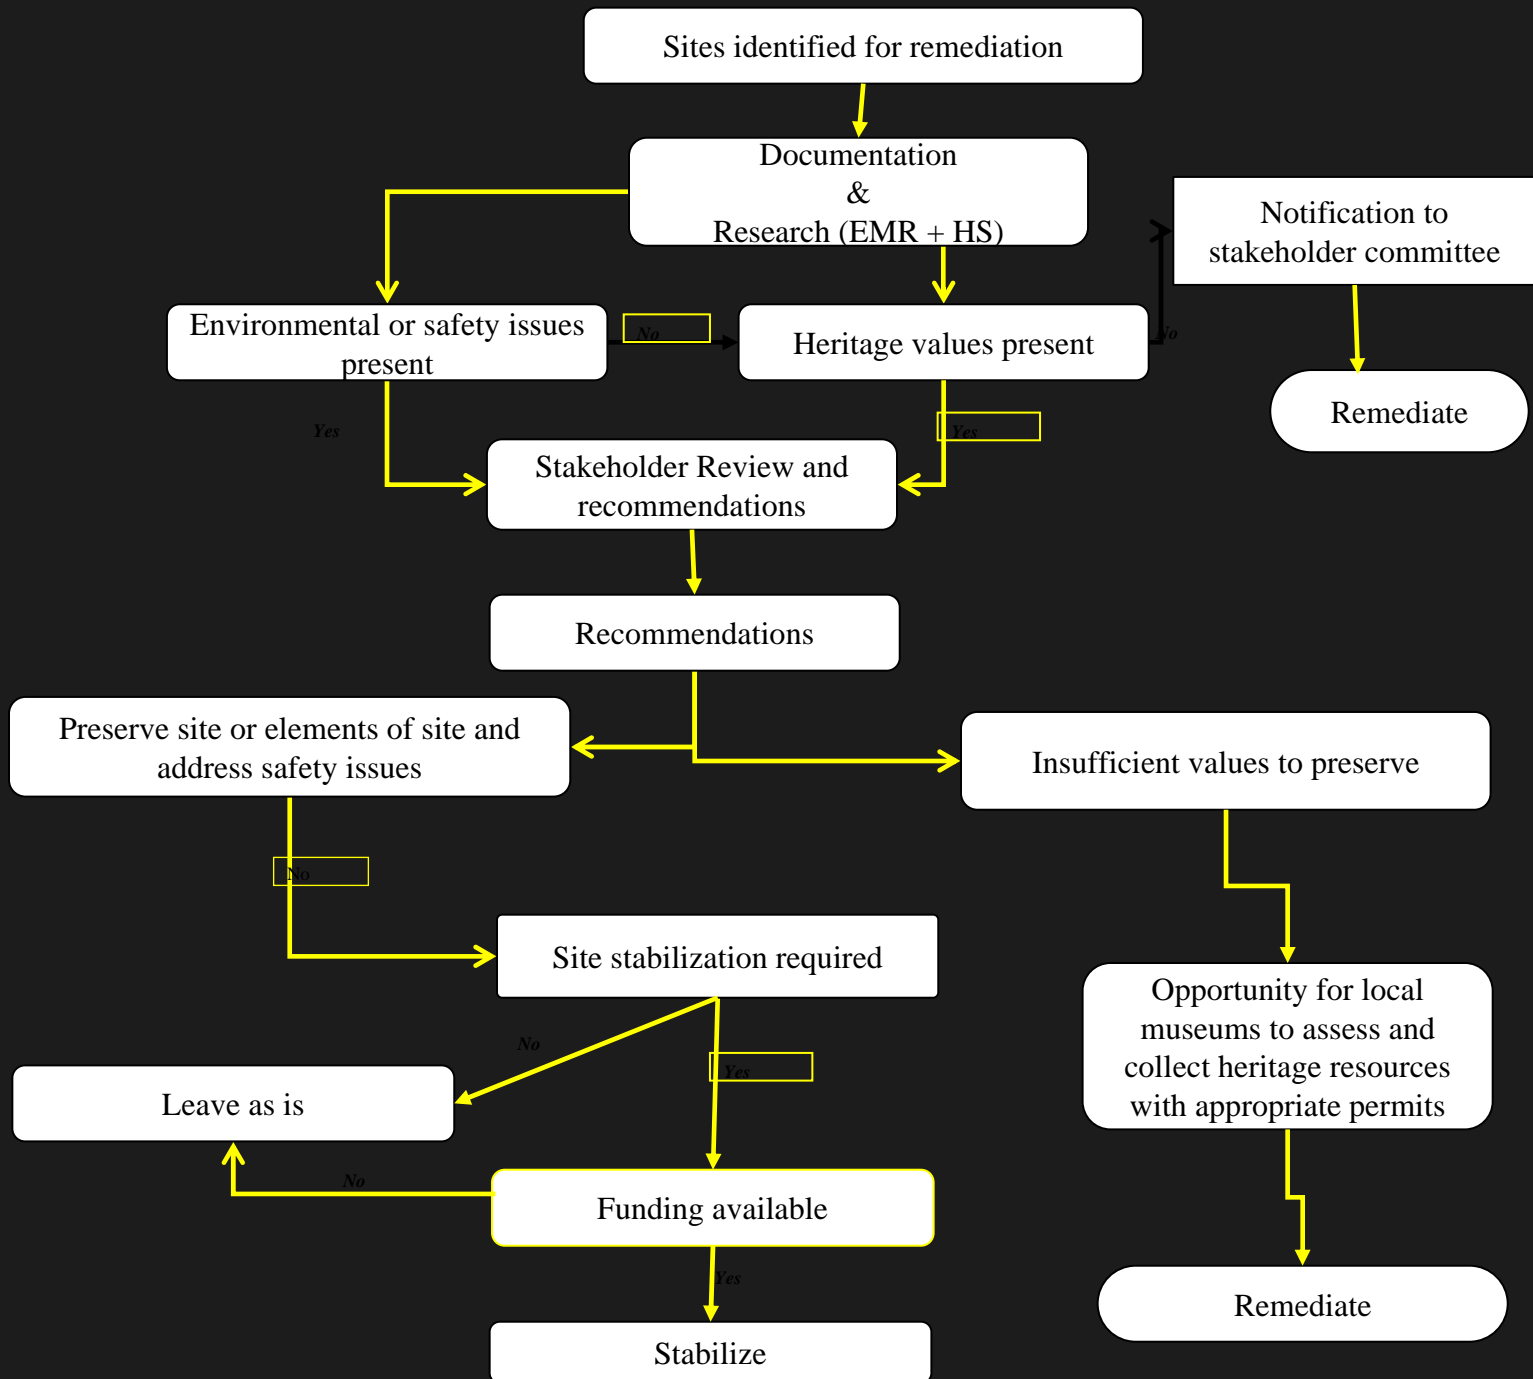 Sites identified for remediation
Documentation
&
Research (EMR + HS)
Notification to
stakeholder committee
Environmental or safety issues
present
No
Heritage values present
No
Remediate
Yes
Yes
Stakeholder Review and
recommendations
Recommendations
Preserve site or elements of site and
address safety issues
Insufficient values to preserve
No
Site stabilization required
Opportunity for local
museums to assess and
collect heritage resources
with appropriate permits
No
Yes
Leave as is
No
Funding available
Yes
Remediate
Stabilize